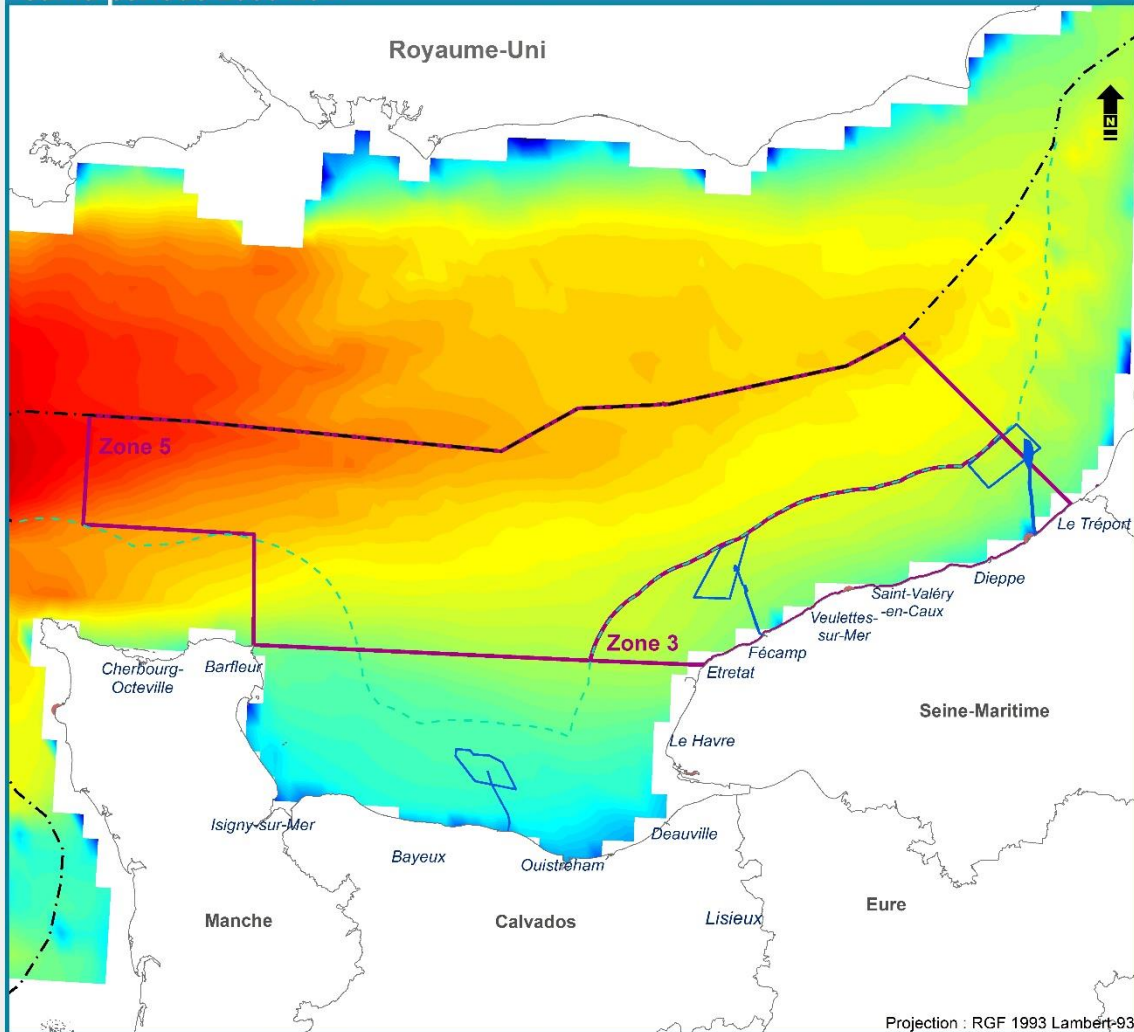 Royaume-Uni
N
Zone 5
Le Tréport
Dieppe
Saint-Valéry
-en-Caux
Veulettes-
sur-Mer
Zone 3
Fécamp
Etretat
Cherbourg-
Octeville
Barfleur
Seine-Maritime
Le Havre
Isigny-sur-Mer
Deauville
Bayeux
Ouistreham
Manche
Calvados
Lisieux
Eure
Projection : RGF 1993 Lambert-93